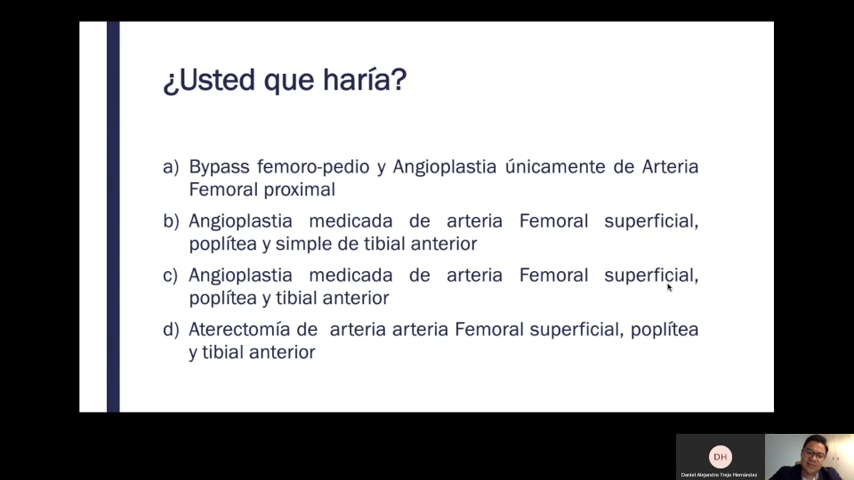 ¿Usted que haría?
a) Bypass femoro-pedio y Angioplastia únicamente de Arteria
Femoral proximal
b) Angioplastia medicada de arteria Femoral superficial,
poplítea y simple de tibial anterior
c) Angioplastia medicada de arteria Femoral superficial,
poplítea y tibial anterior
d) Aterectomía de arteria arteria Femoral superficial, poplítea
y tibial anterior
DH
Daniel Alejandro Trejo Hernández